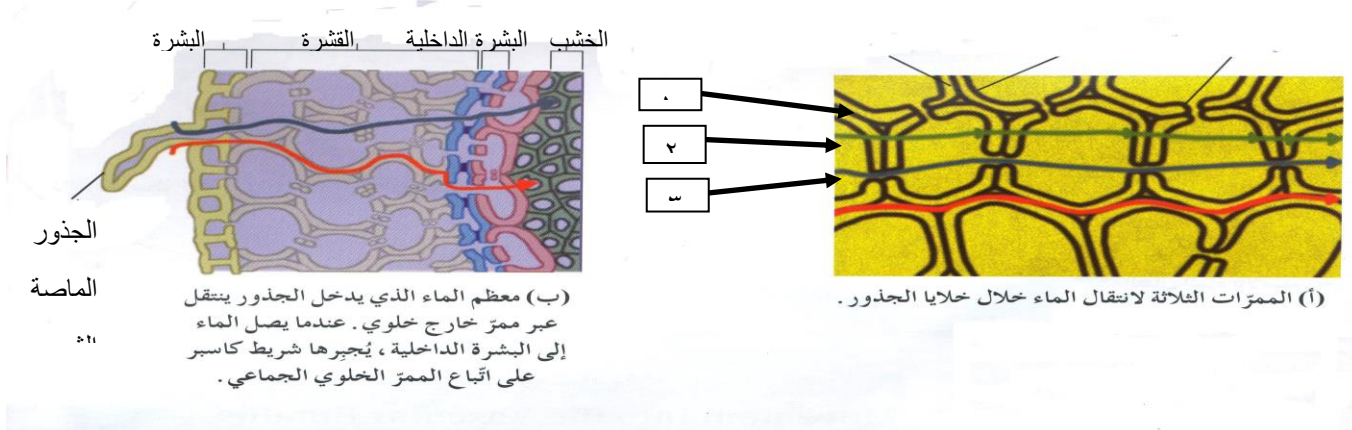 الخشب البشرة الداخلية القشرة البشرة
٢
٣
الجذور
الماصة
(أ) الممرّات الثلاثة لانتقال الماء خلال خلايا الجذور.
(ب) معظم الماء الذي يدخل الجذور ينتقل
عبر ممرّ خارج خلوي. عندما يصل الماء
إلى البشرة الداخلية، يُجبِرها شريط كاسبر
على اتّباع الممرّ الخلوي الجماعي.